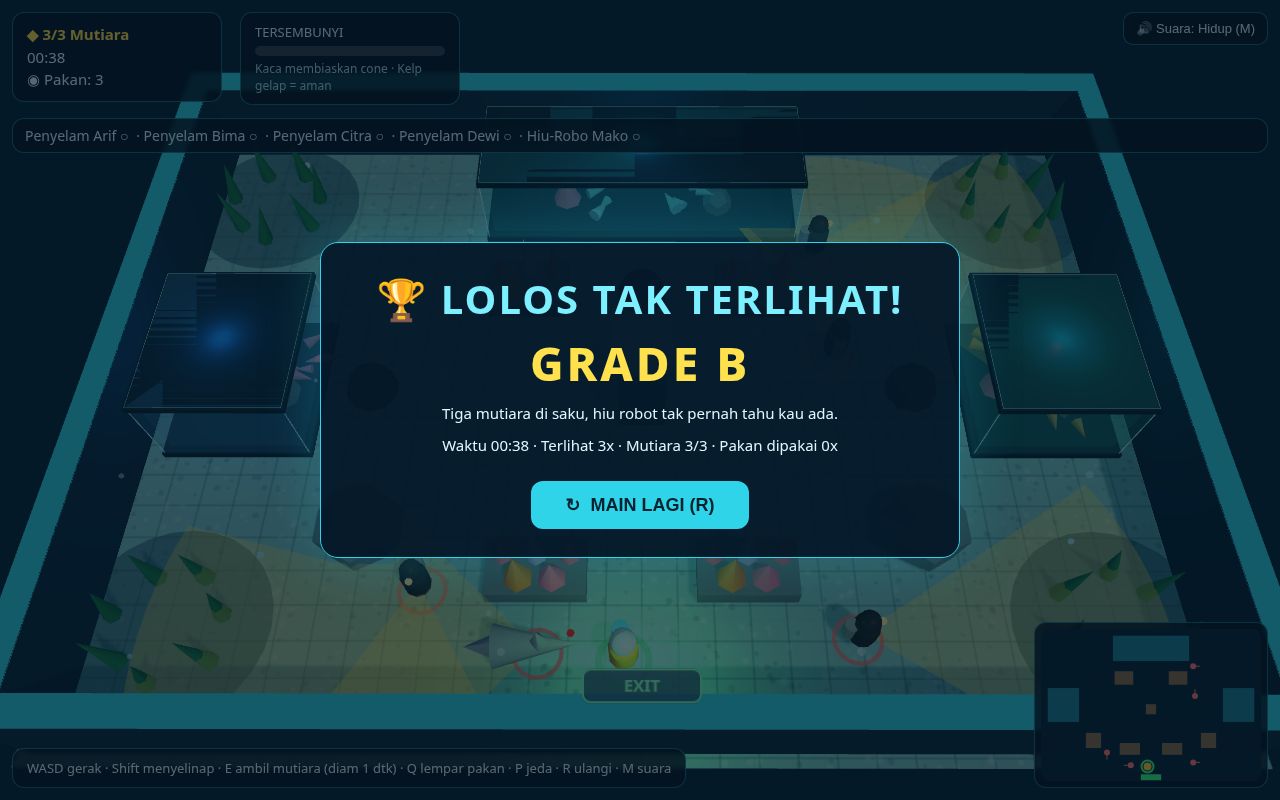 ◆ 3/3 Mutiara
00:38
◉ Pakan: 3
TERSEMBUNYI
Kaca membiaskan cone · Kelp
gelap = aman
🔊 Suara: Hidup (M)
Penyelam Arif ○ · Penyelam Bima ○ · Penyelam Citra ○ · Penyelam Dewi ○ · Hiu-Robo Mako ○
🏆 LOLOS TAK TERLIHAT!
GRADE B
Tiga mutiara di saku, hiu robot tak pernah tahu kau ada.
Waktu 00:38 · Terlihat 3x · Mutiara 3/3 · Pakan dipakai 0x
↻ MAIN LAGI (R)
EXIT
WASD gerak · Shift menyelinap · E ambil mutiara (diam 1 dtk) · Q lempar pakan · P jeda · R ulangi · M suara